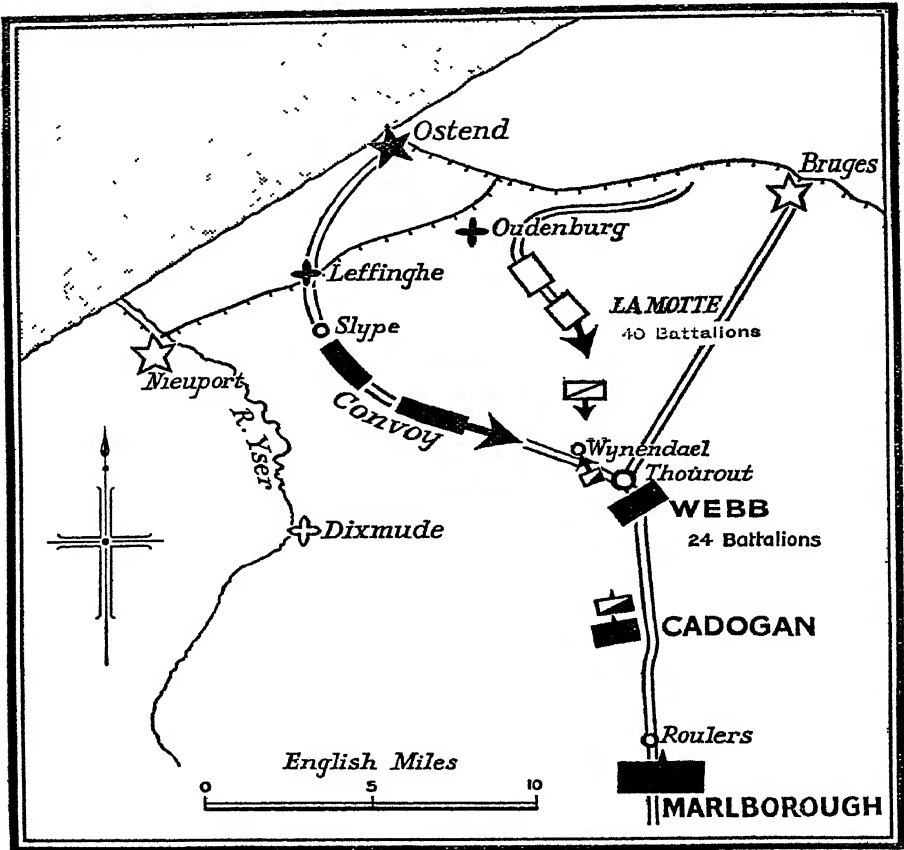 Ostend
Bruges
Oudenburg
Leffinghe
LA MOTTE
40 Battalions
Slype
Nieuport
Convoy
R. Yser
Wynendael
Thourout
WEBB
24 Battalions
Dixmude
CADOGAN
Roulers
English Miles
0 5 10
MARLBOROUGH